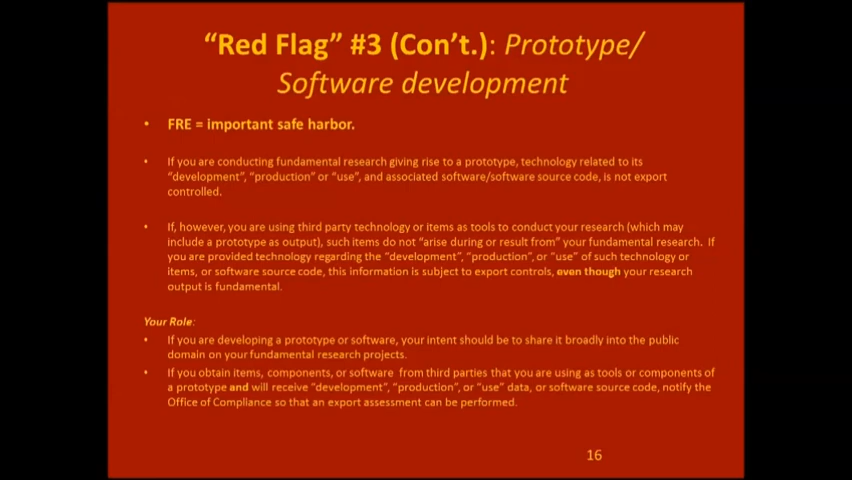 “Red Flag” #3 (Con’t.): Prototype/
Software development
• FRE = important safe harbor.
• If you are conducting fundamental research giving rise to a prototype, technology related to its
“development”, “production” or “use”, and associated software/software source code, is not export
controlled.
• If, however, you are using third party technology or items as tools to conduct your research (which may
include a prototype as output), such items do not “arise during or result from” your fundamental research. If
you are provided technology regarding the “development”, “production”, or “use” of such technology or
items, or software source code, this information is subject to export controls, even though your research
output is fundamental.
Your Role:
• If you are developing a prototype or software, your intent should be to share it broadly into the public
domain on your fundamental research projects.
• If you obtain items, components, or software from third parties that you are using as tools or components of
a prototype and will receive “development”, “production”, or “use” data, or software source code, notify the
Office of Compliance so that an export assessment can be performed.
16